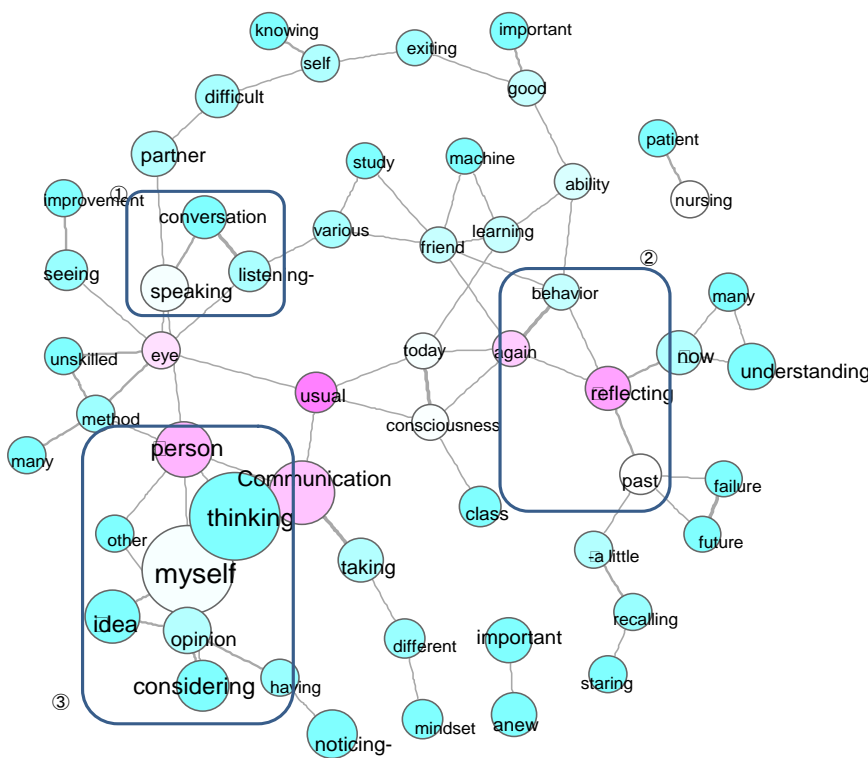 important
knowing
exiting
self
good
difficult
patient
partner
study
machine
ability
nursing
①
improvement
conversation
various
learning
friend
②
seeing
listening-
speaking
behavior
many
unskilled
eye
today
again
now
understanding
usual
reflecting
method
consciousness
many
person
Communication
past
failure
thinking
class
other
future
-a little
myself
taking
idea
opinion
recalling
different
important
considering
having
staring
③
noticing-
mindset
anew